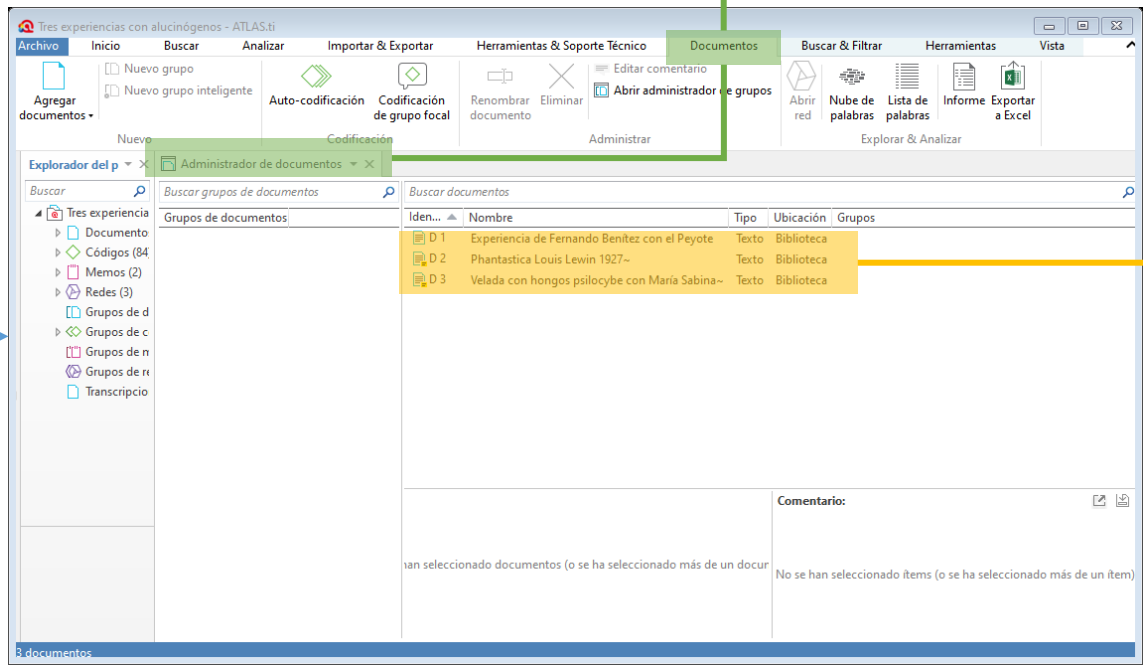 Tres experiencias con alucinógenos - ATLAS.ti
Archivo Inicio Buscar Analizar Importar & Exportar Herramientas & Soporte Técnico Documentos Buscar & Filtrar Herramientas Vista
Agregar documentos
Nuevo grupo
Nuevo grupo inteligente
Nuevo
Auto-codificación
Codificación de grupo focal
Codificación
Renombrar documento
Eliminar
Editar comentario
Abrir administrador de grupos
Administrar
Abrir red
Nube de palabras
Lista de palabras
Informe
Exportar a Excel
Explorar & Analizar
Explorador del p
Administrador de documentos
Buscar
Tres experiencia
Documento
Códigos (84
Memos (2)
Redes (3)
Grupos de d
Grupos de c
Grupos de m
Grupos de re
Transcripcio
Buscar grupos de documentos
Grupos de documentos
Buscar documentos
Iden... Nombre Tipo Ubicación Grupos
D 1 Experiencia de Fernando Benítez con el Peyote Texto Biblioteca
D 2 Phantastica Louis Lewin 1927~ Texto Biblioteca
D 3 Velada con hongos psilocybe con María Sabina~ Texto Biblioteca
han seleccionado documentos (o se ha seleccionado más de un docur
Comentario:
No se han seleccionado ítems (o se ha seleccionado más de un ítem)
3 documentos